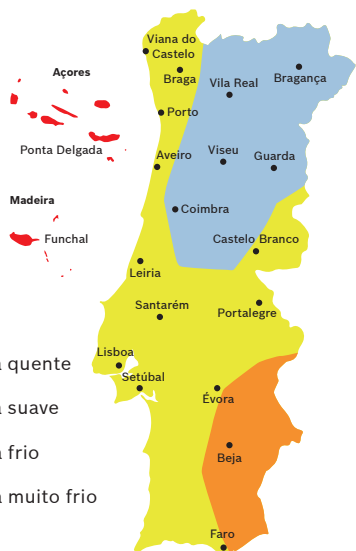 Viana do
Castelo
Braga
Bragança
Vila Real
Açores
Porto
Ponta Delgada
Aveiro
Viseu
Guarda
Madeira
Coimbra
Funchal
Castelo Branco
Leiria
Santarém
Portalegre
Lisboa
quente
Setúbal
Évora
suave
frio
Beja
muito frio
Faro